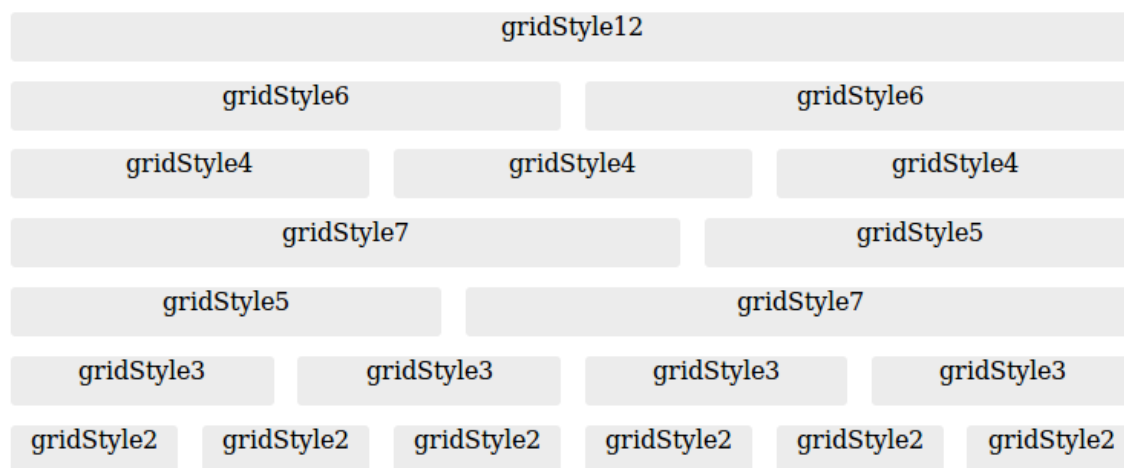 gridStyle12
gridStyle6 gridStyle6
gridStyle4 gridStyle4 gridStyle4
gridStyle7 gridStyle5
gridStyle5 gridStyle7
gridStyle3 gridStyle3 gridStyle3 gridStyle3
gridStyle2 gridStyle2 gridStyle2 gridStyle2 gridStyle2 gridStyle2